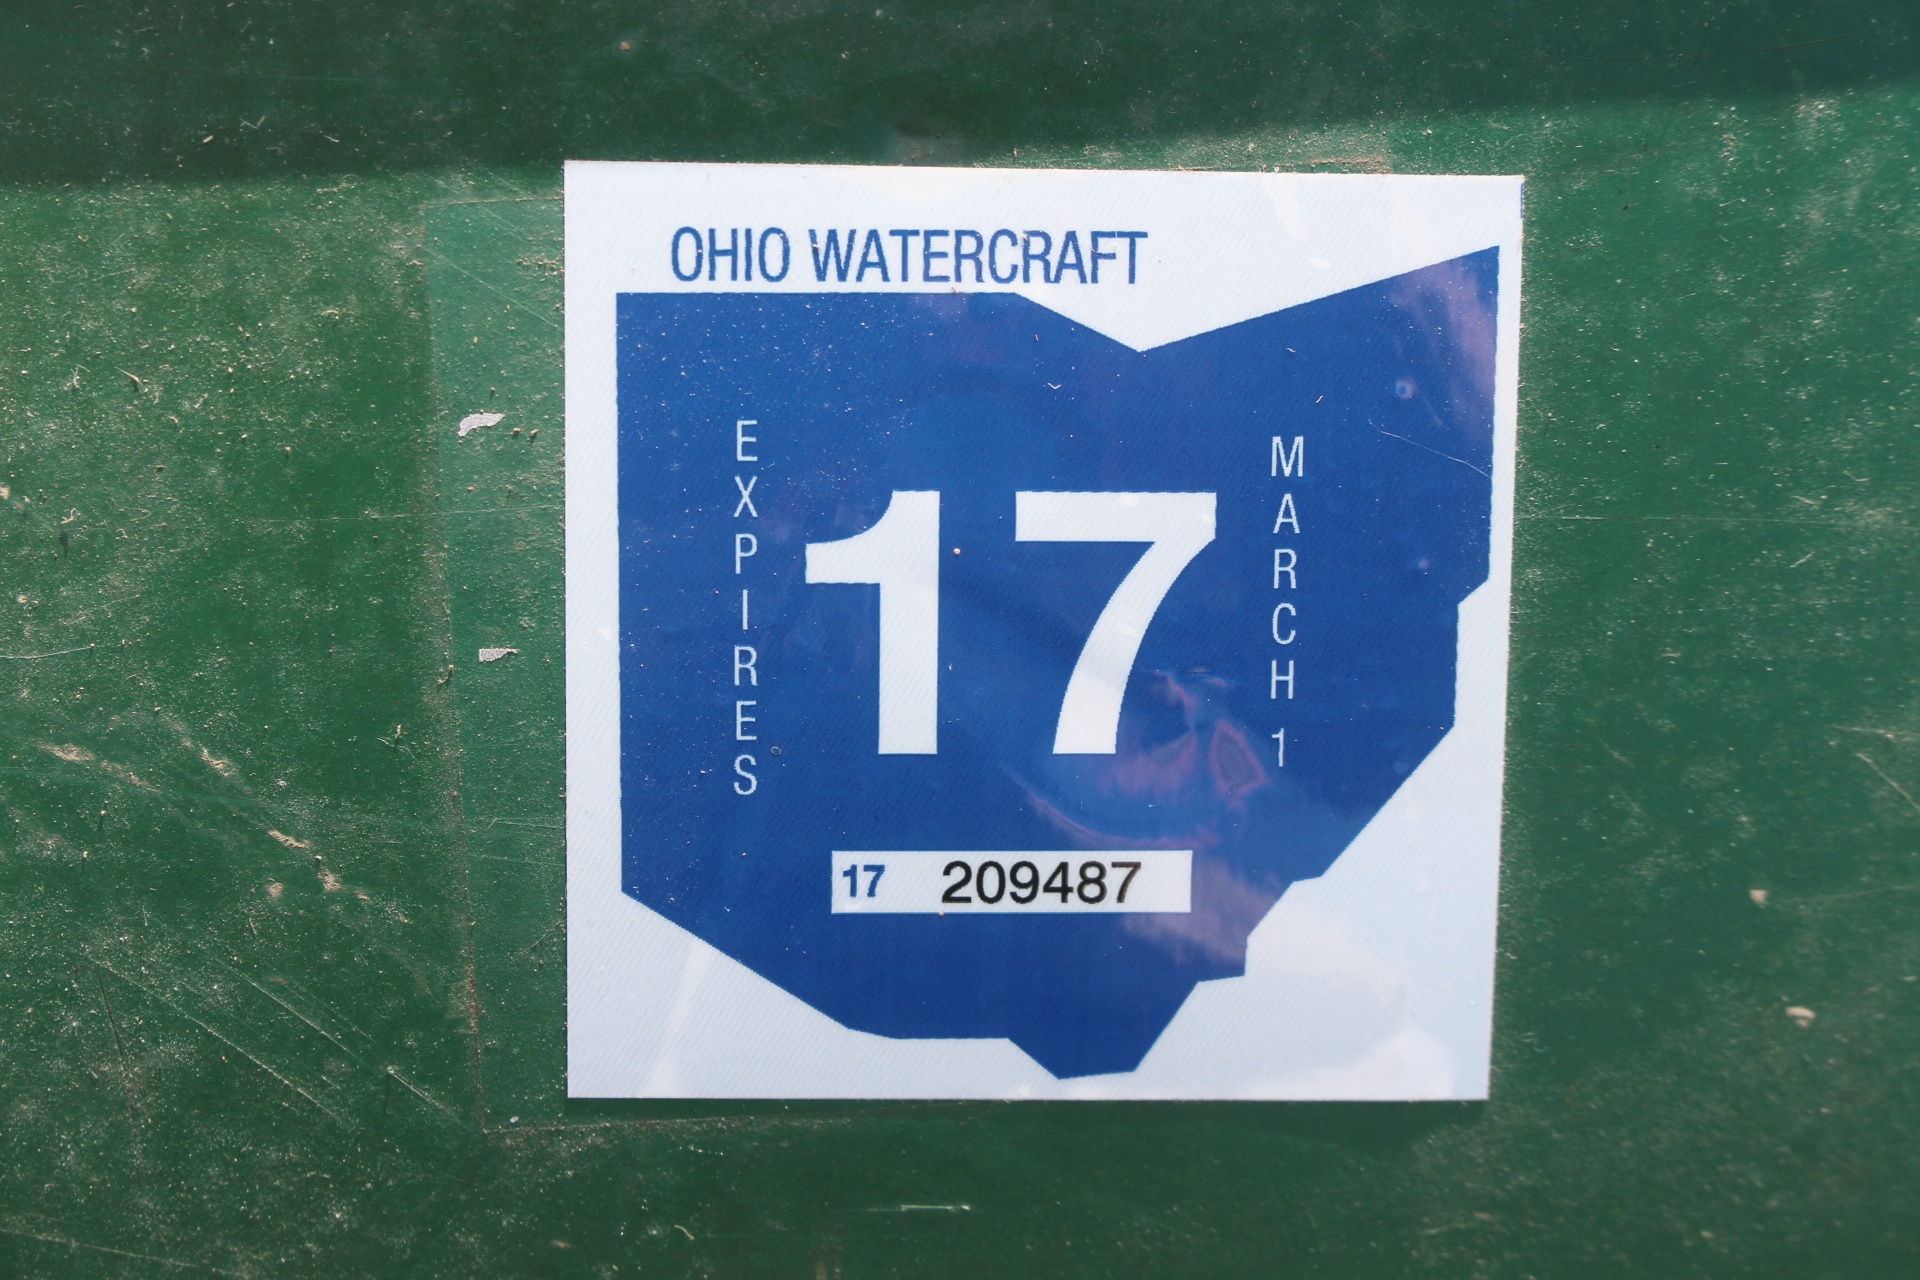 OHIO WATERCRAFT
EXPIRES
17
MARCH 1
17 209487